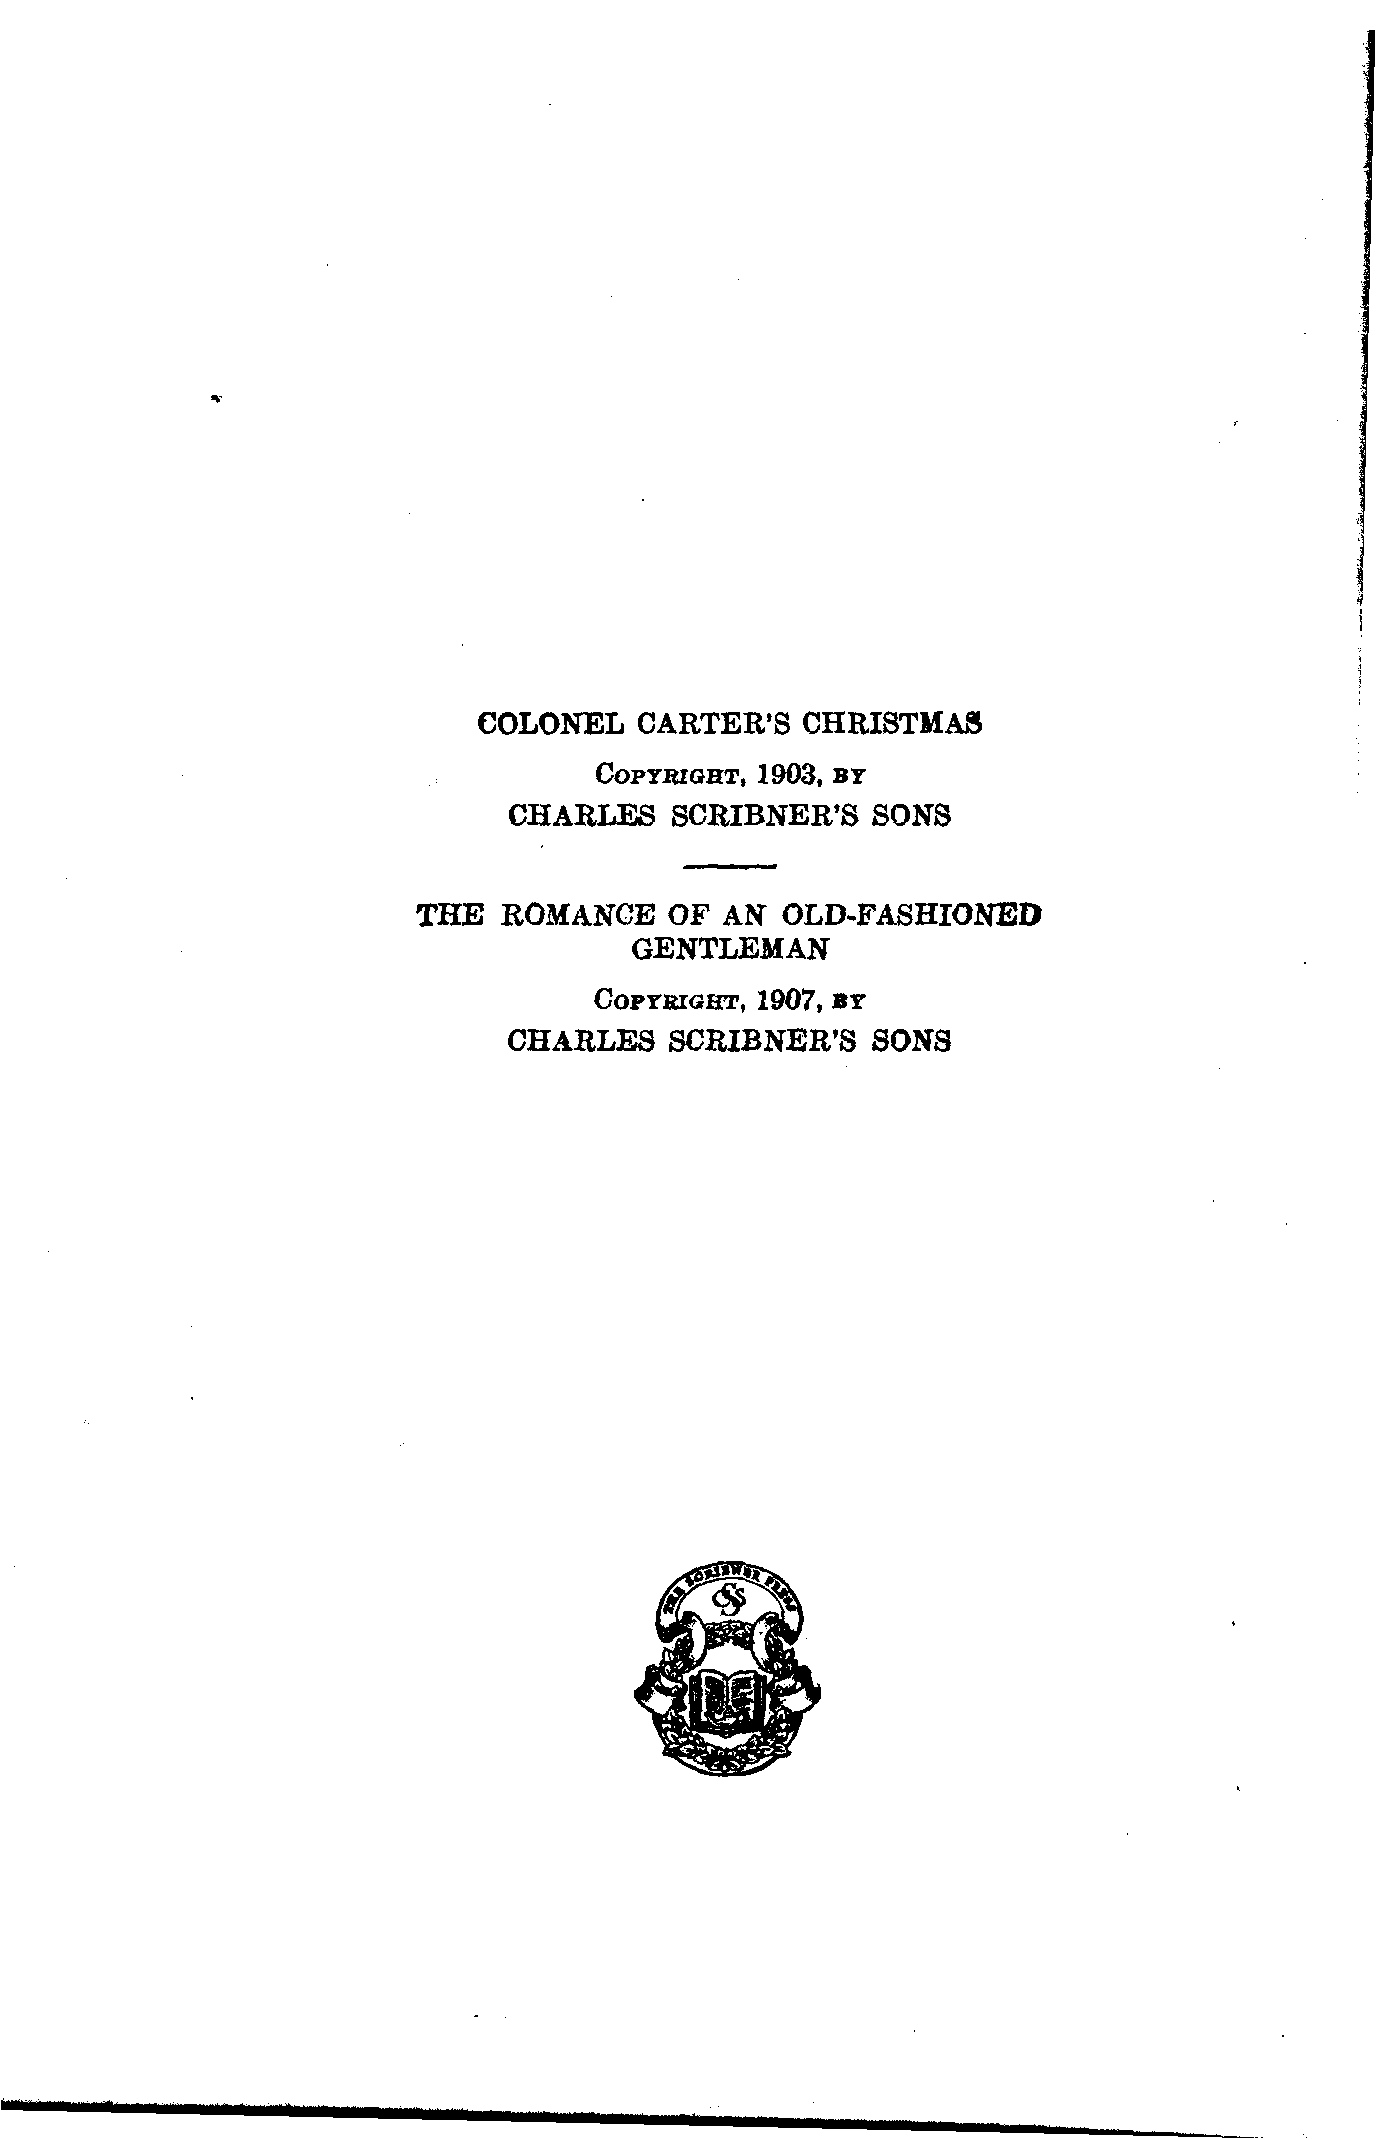 COLONEL CARTER'S CHRISTMAS
COPYRIGHT, 1903, BY
CHARLES SCRIBNER'S SONS
THE ROMANCE OF AN OLD-FASHIONED
GENTLEMAN
COPYRIGHT, 1907, BY
CHARLES SCRIBNER'S SONS
THE SCRIBNER PRESS
CSS